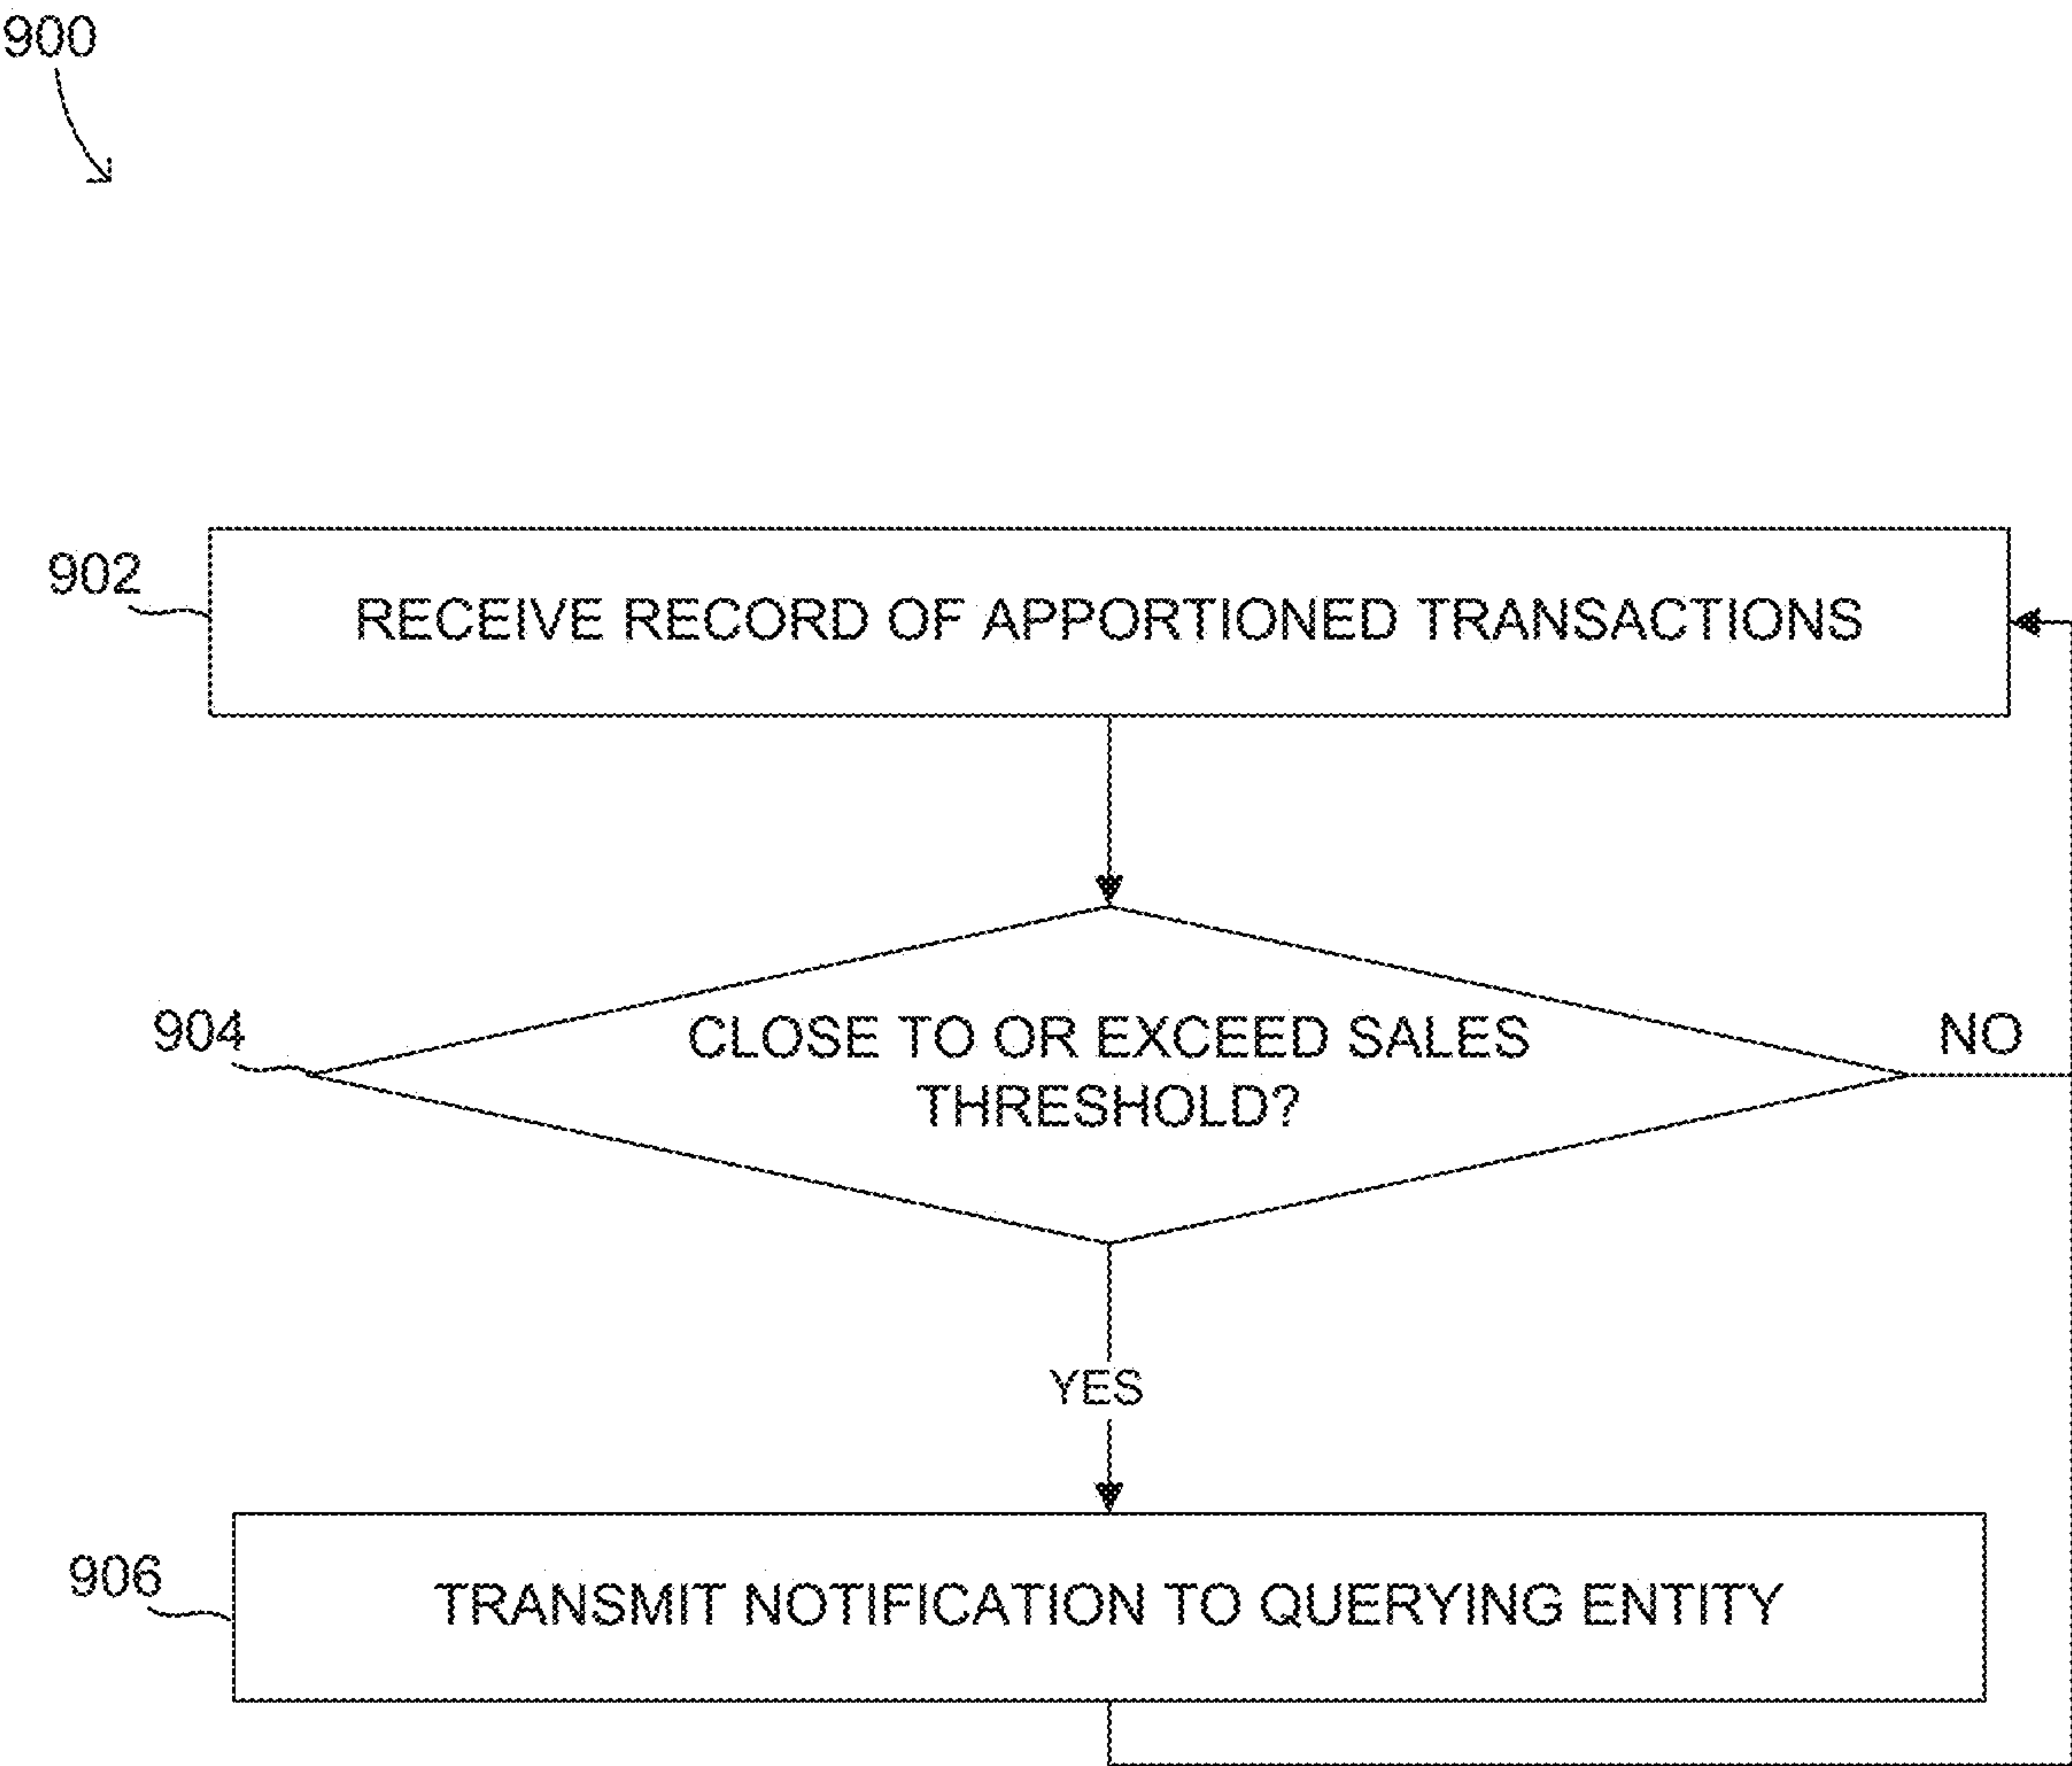 900
902
RECEIVE RECORD OF APPORTIONED TRANSACTIONS
904
CLOSE TO OR EXCEED SALES
THRESHOLD?
NO
YES
906
TRANSMIT NOTIFICATION TO QUERYING ENTITY